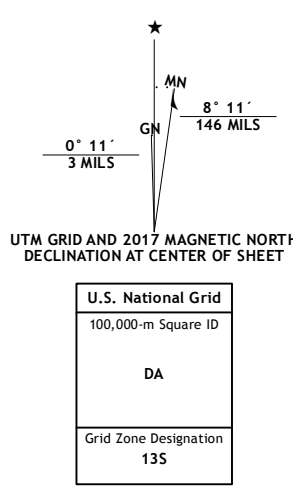 ★
MN
8° 11´
146 MILS
GN
0° 11´
3 MILS
UTM GRID AND 2017 MAGNETIC NORTH
DECLINATION AT CENTER OF SHEET
U.S. National Grid
100,000-m Square ID
DA
Grid Zone Designation
13S